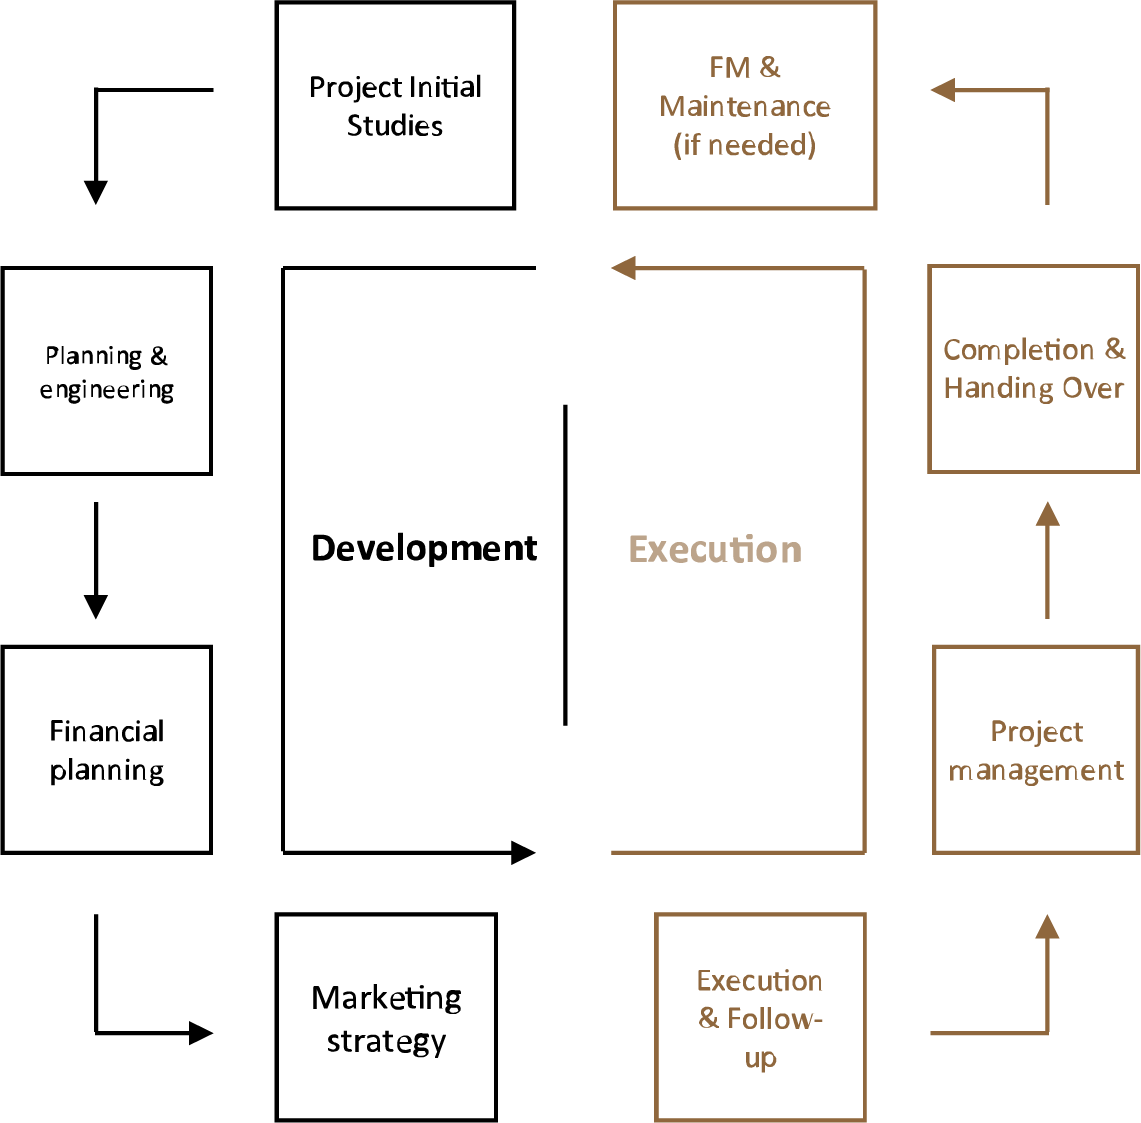 Project Initial
Studies
FM &
Maintenance
(if needed)
Planning &
engineering
Completion &
Handing Over
Development
Execution
Financial
planning
Project
management
Marketing
strategy
Execution
& Follow-
up